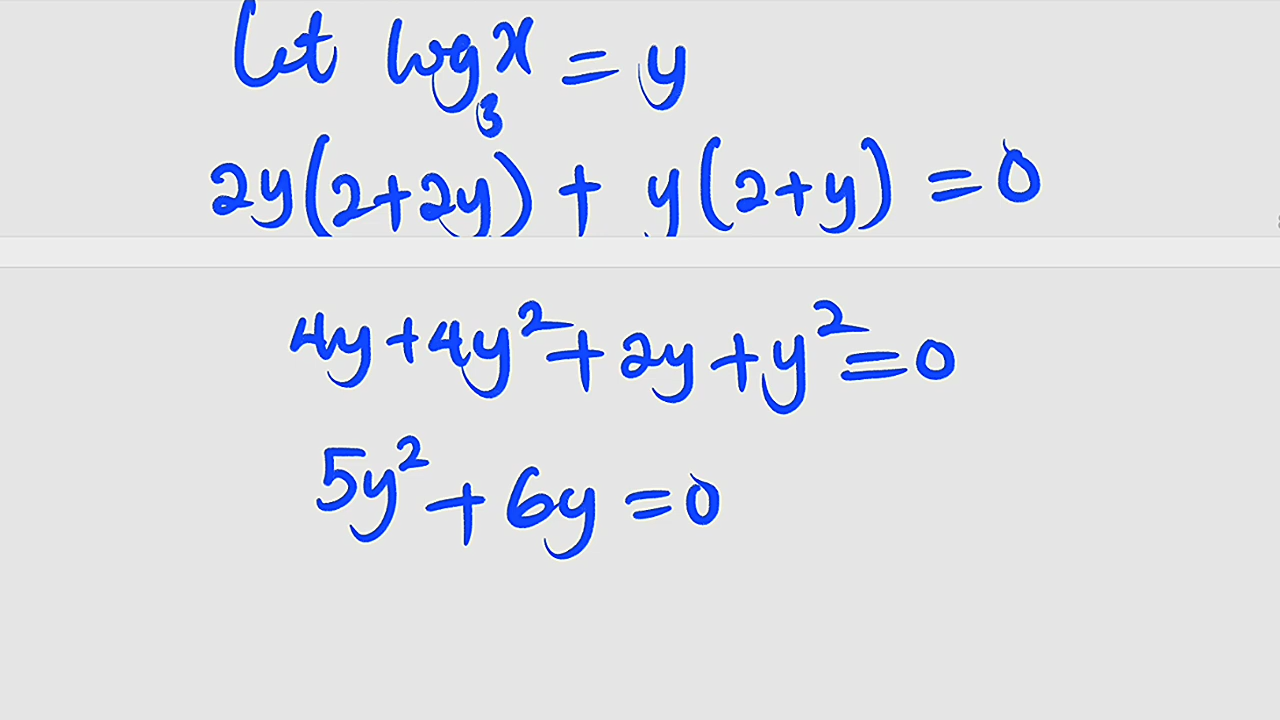 Let log₃x = y
2y(2+2y) + y(2+y) = 0
4y+4y²+2y+y²=0
5y²+6y=0